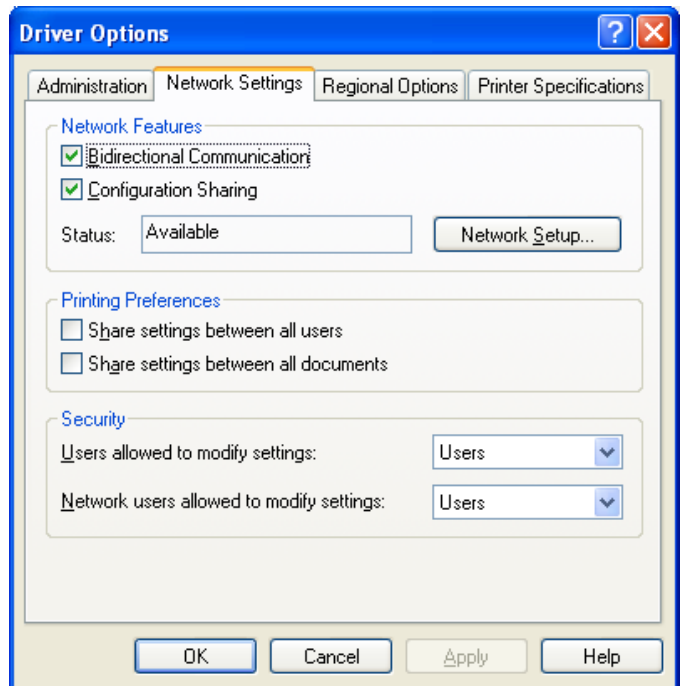 Driver Options
Administration Network Settings Regional Options Printer Specifications
Network Features
Bidirectional Communication
Configuration Sharing
Status: Available Network Setup...
Printing Preferences
Share settings between all users
Share settings between all documents
Security
Users allowed to modify settings: Users
Network users allowed to modify settings: Users
OK Cancel Apply Help